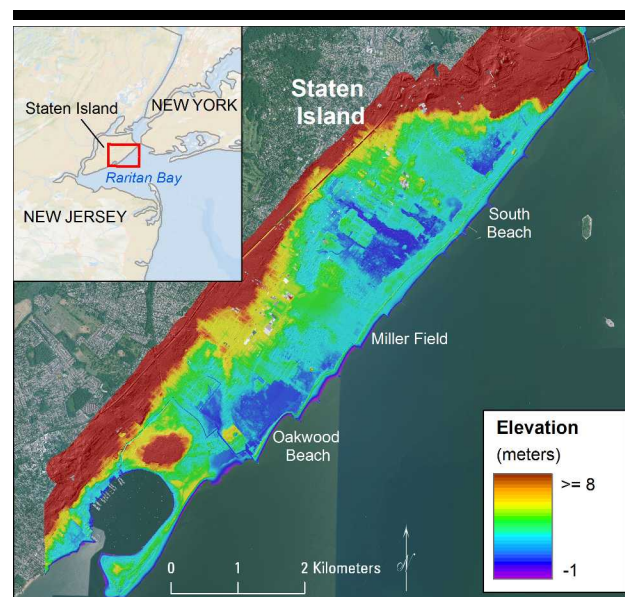 Staten
Island
Staten Island
NEW YORK
Raritan Bay
NEW JERSEY
South
Beach
Miller Field
Oakwood
Beach
Elevation
(meters)
>= 8
-1
0 1 2 Kilometers
N